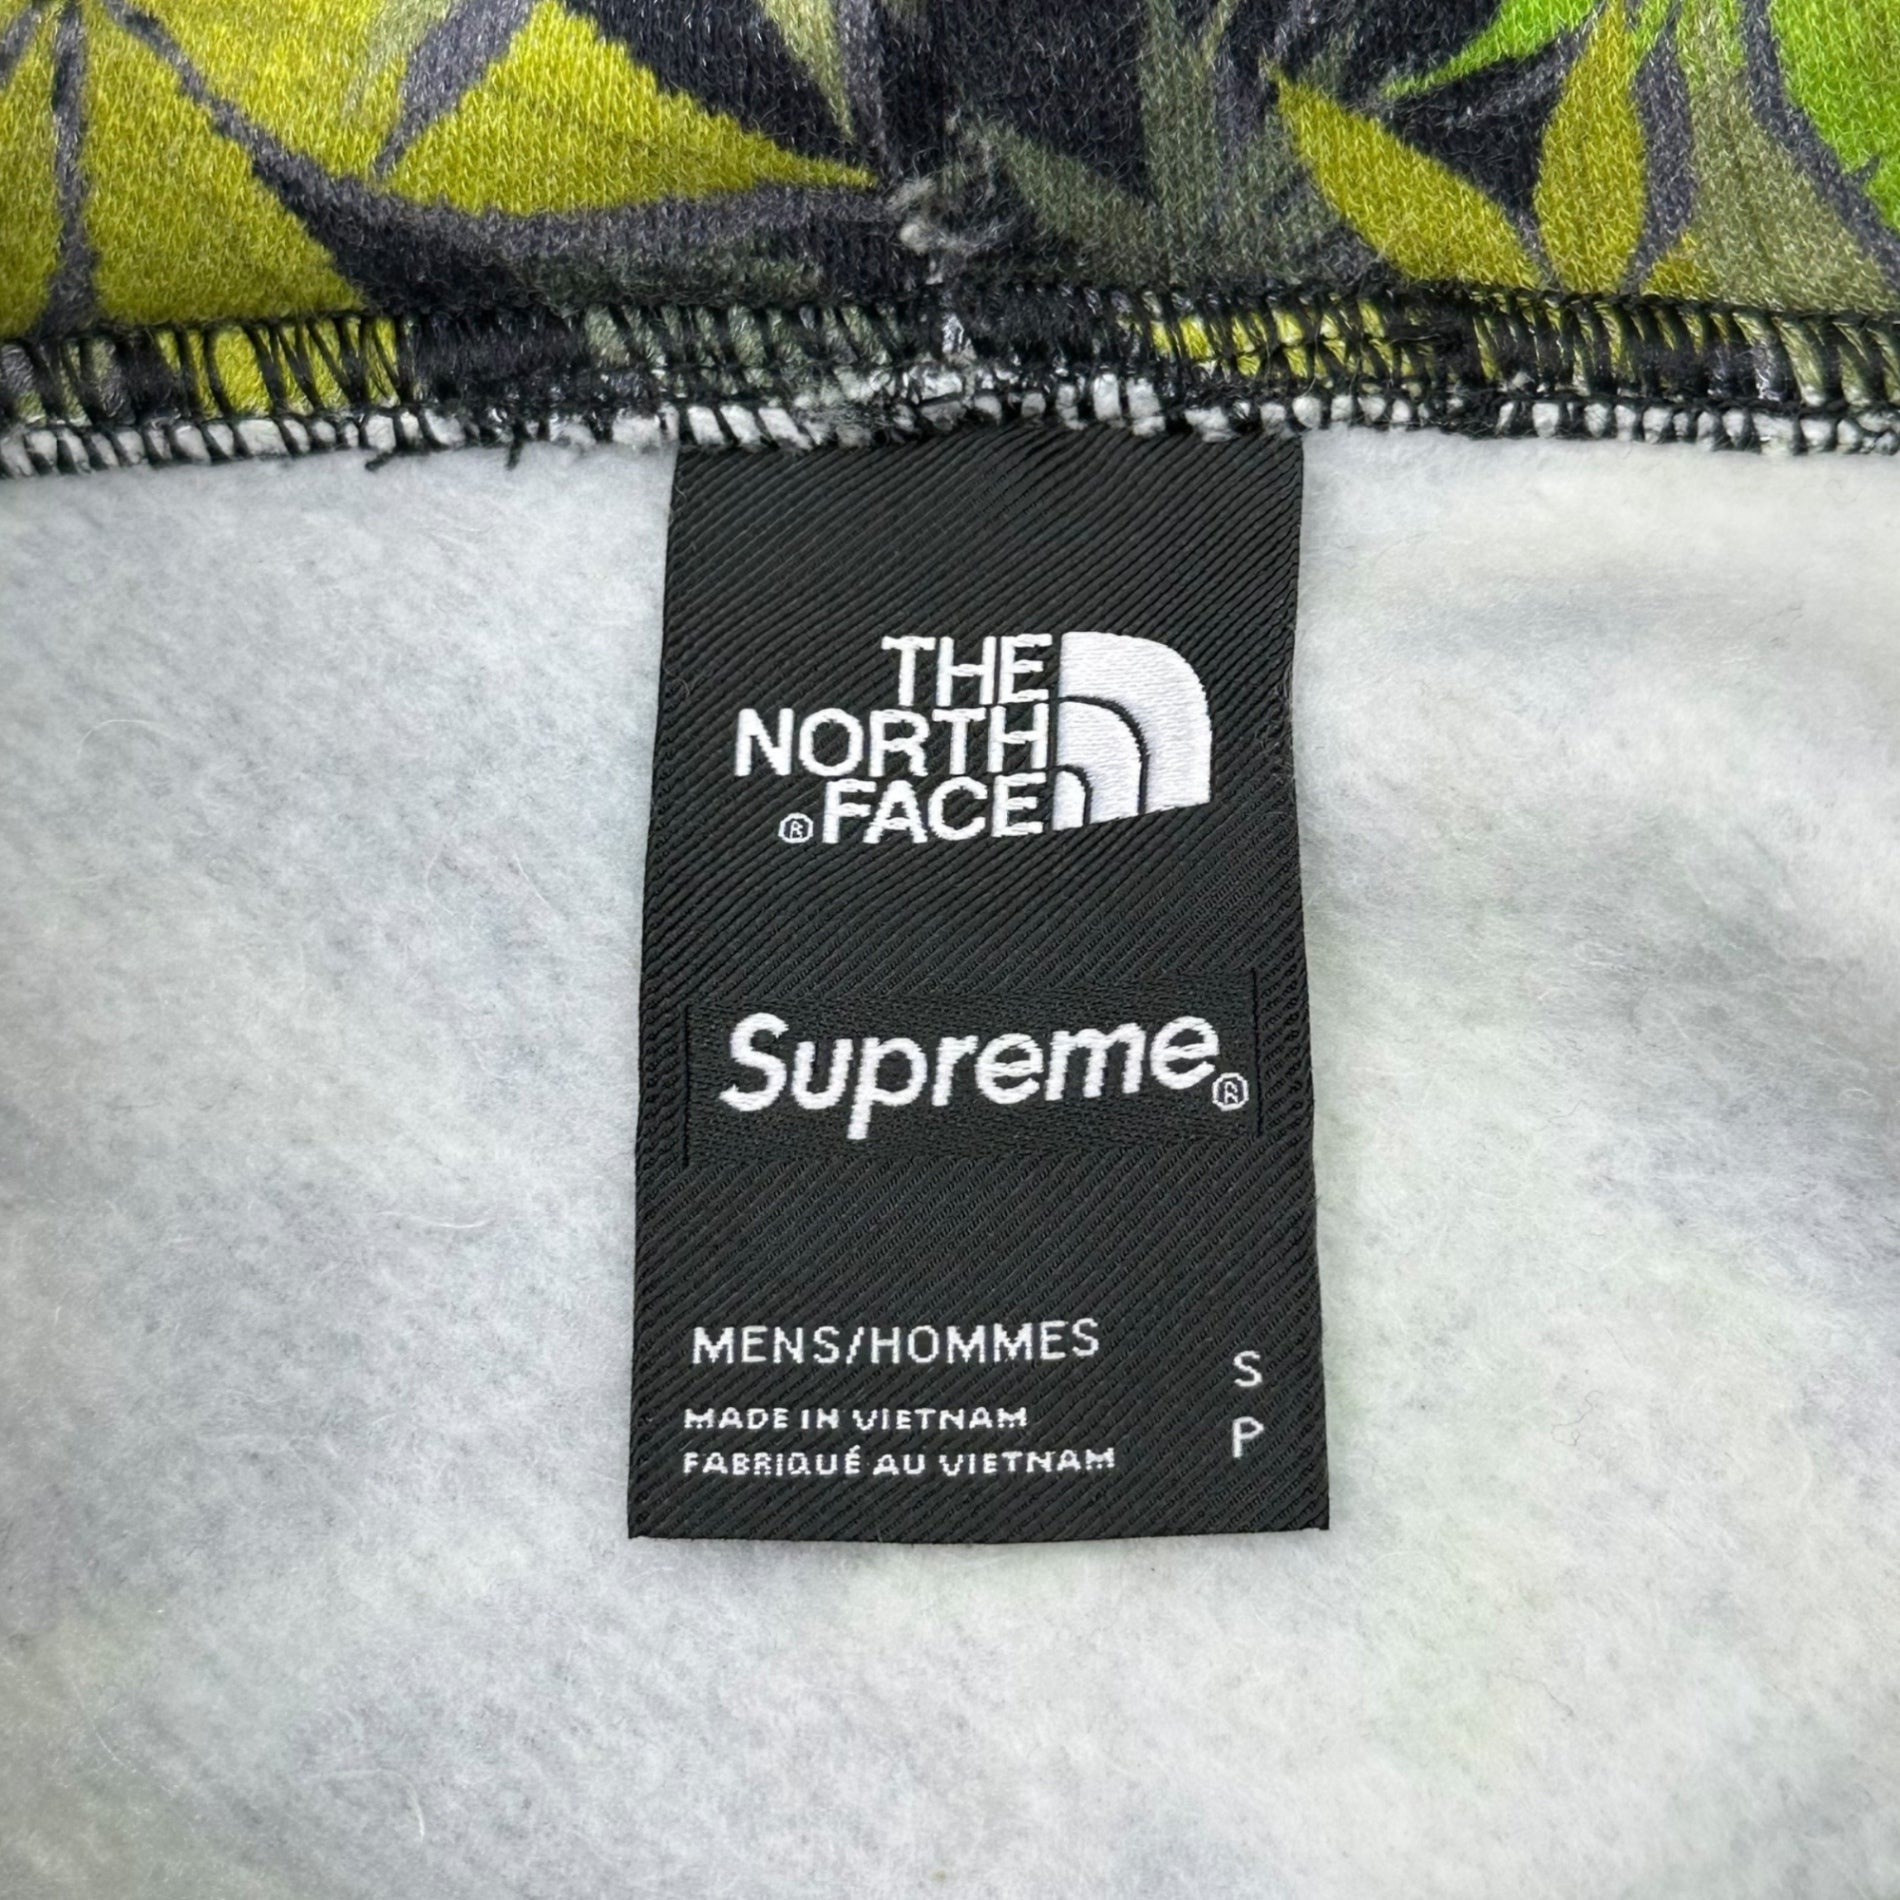 THE
NORTH
®FACE
Supreme®
MENS/HOMMES
S
MADE IN VIETNAM
P
FABRIQUÉ AU VIETNAM